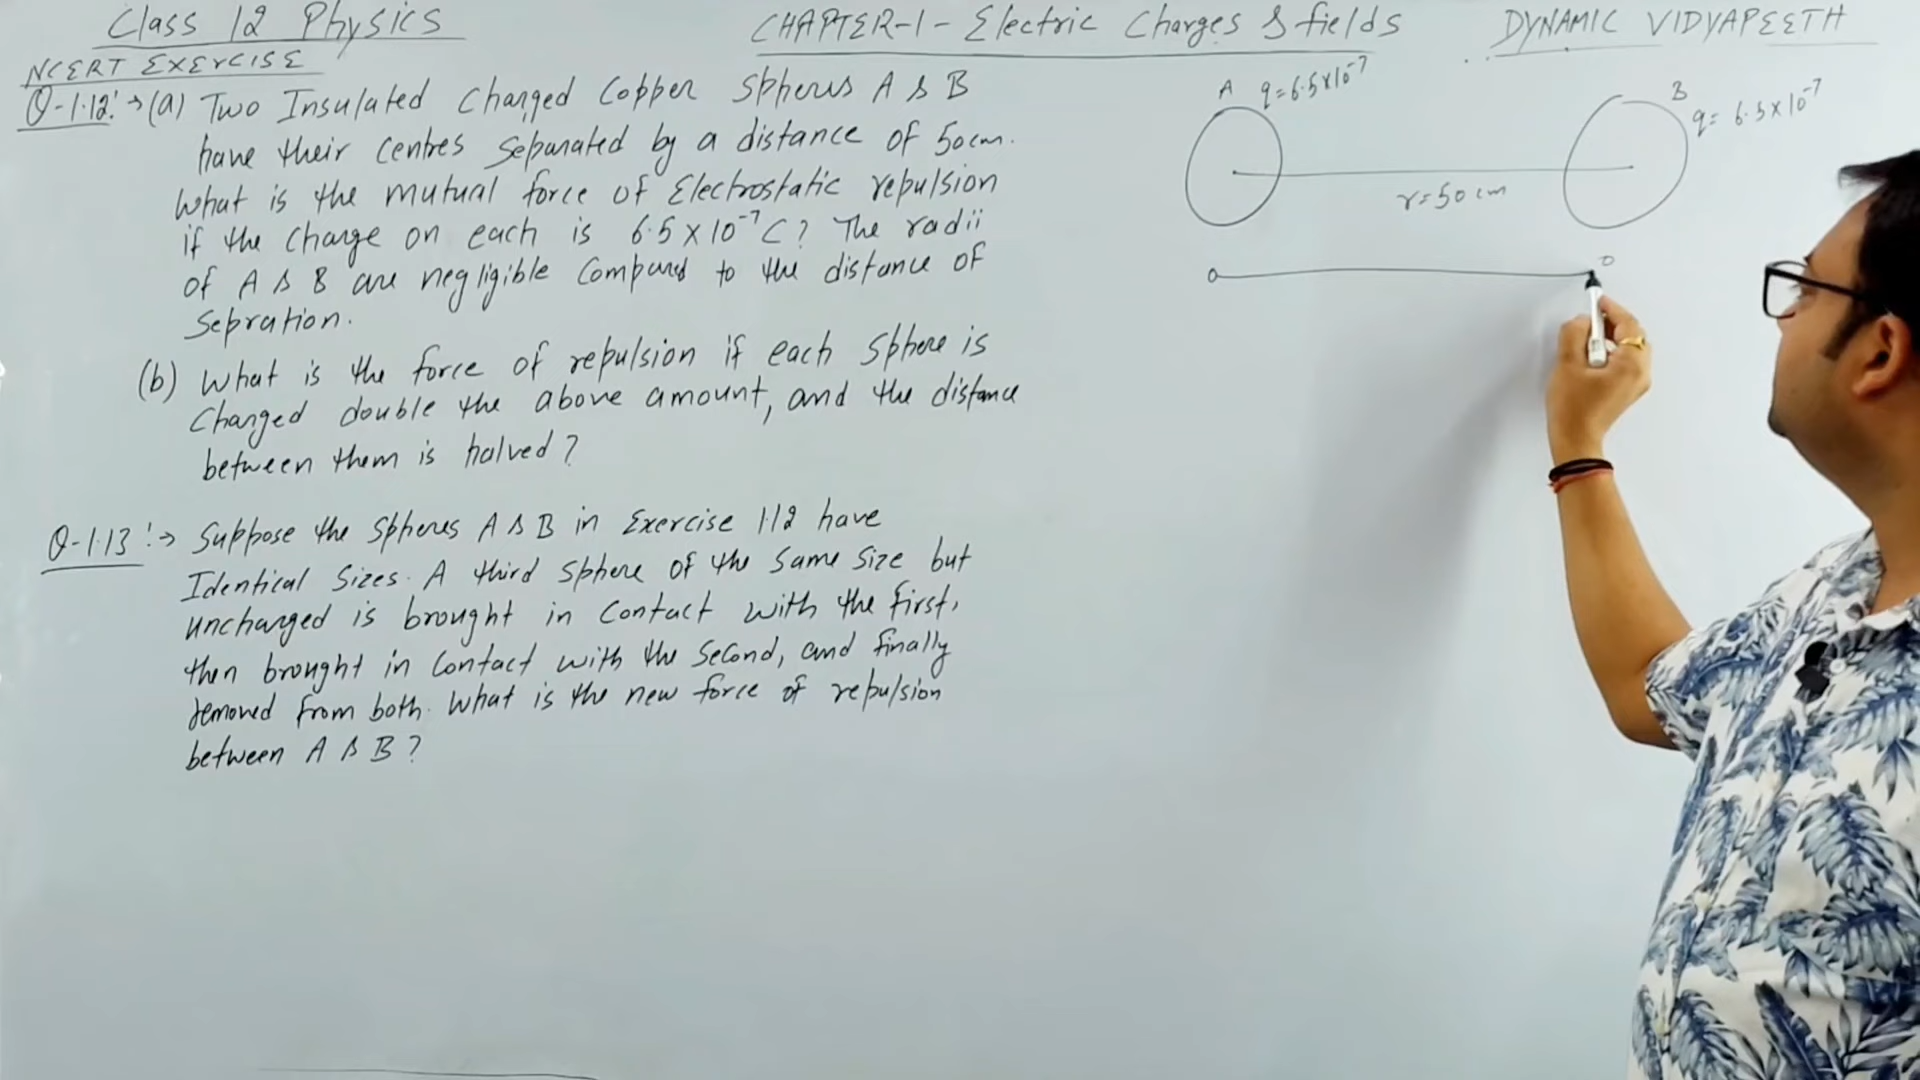 Class 12 Physics
CHAPTER-1- Electric Charges & fields
DYNAMIC VIDYAPEETH
NCERT EXERCISE
Q-1.12:→(a) Two Insulated Charged Copper Spheres A & B
have their Centres Separated by a distance of 50cm.
What is the mutual force of Electrostatic repulsion
if the Charge on each is 6.5×10⁻⁷C? The radii
of A & B are negligible Compared to the distance of
Sepration.
(b) What is the force of repulsion if each Sphere is
Charged double the above amount, and the distance
between them is halved?
Q-1.13:→ Suppose the Spheres A & B in Exercise 1.12 have
Identical Sizes. A third Sphere of the Same Size but
uncharged is brought in Contact with the first,
then brought in Contact with the Second, and finally
removed from both. What is the new force of repulsion
between A & B?
A q=6.5×10⁻⁷
B
q= 6.5×10⁻⁷
r=50cm